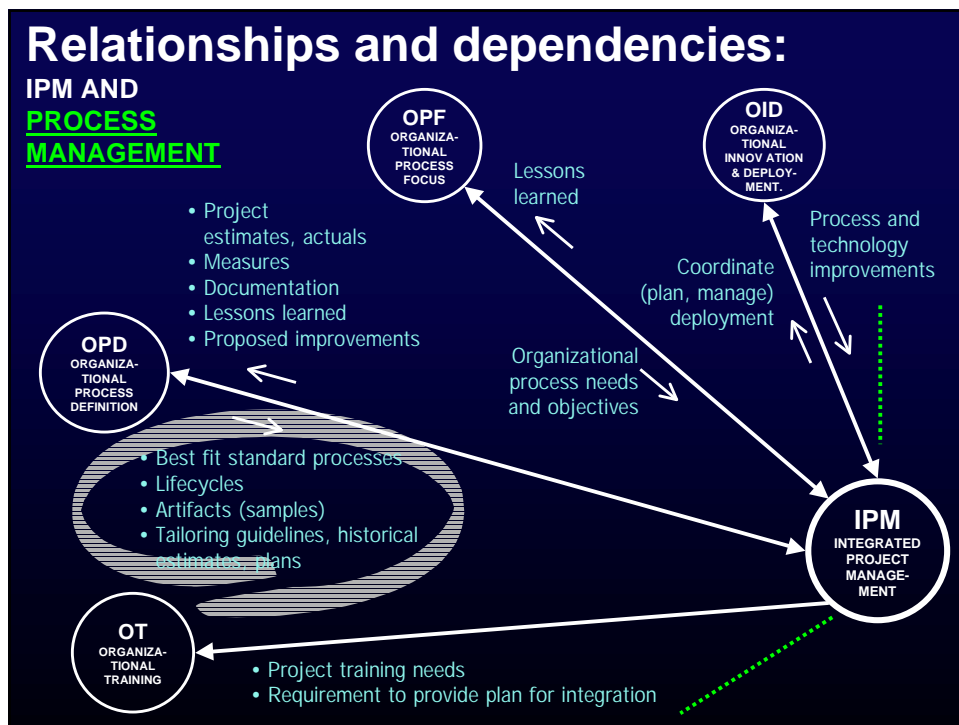 Relationships and dependencies:
IPM AND
PROCESS
MANAGEMENT
OPF
ORGANIZA-
TIONAL
PROCESS
FOCUS
OID
ORGANIZA-
TIONAL
INNOV ATION
& DEPLOY-
MENT.
Lessons
learned
Process and
technology
improvements
• Project
estimates, actuals
• Measures
• Documentation
• Lessons learned
• Proposed improvements
Coordinate
(plan, manage)
deployment
OPD
ORGANIZA-
TIONAL
PROCESS
DEFINITION
Organizational
process needs
and objectives
• Best fit standard processes
• Lifecycles
• Artifacts (samples)
• Tailoring guidelines, historical
estimates, plans
IPM
INTEGRATED
PROJECT
MANAGE-
MENT
OT
ORGANIZA-
TIONAL
TRAINING
• Project training needs
• Requirement to provide plan for integration